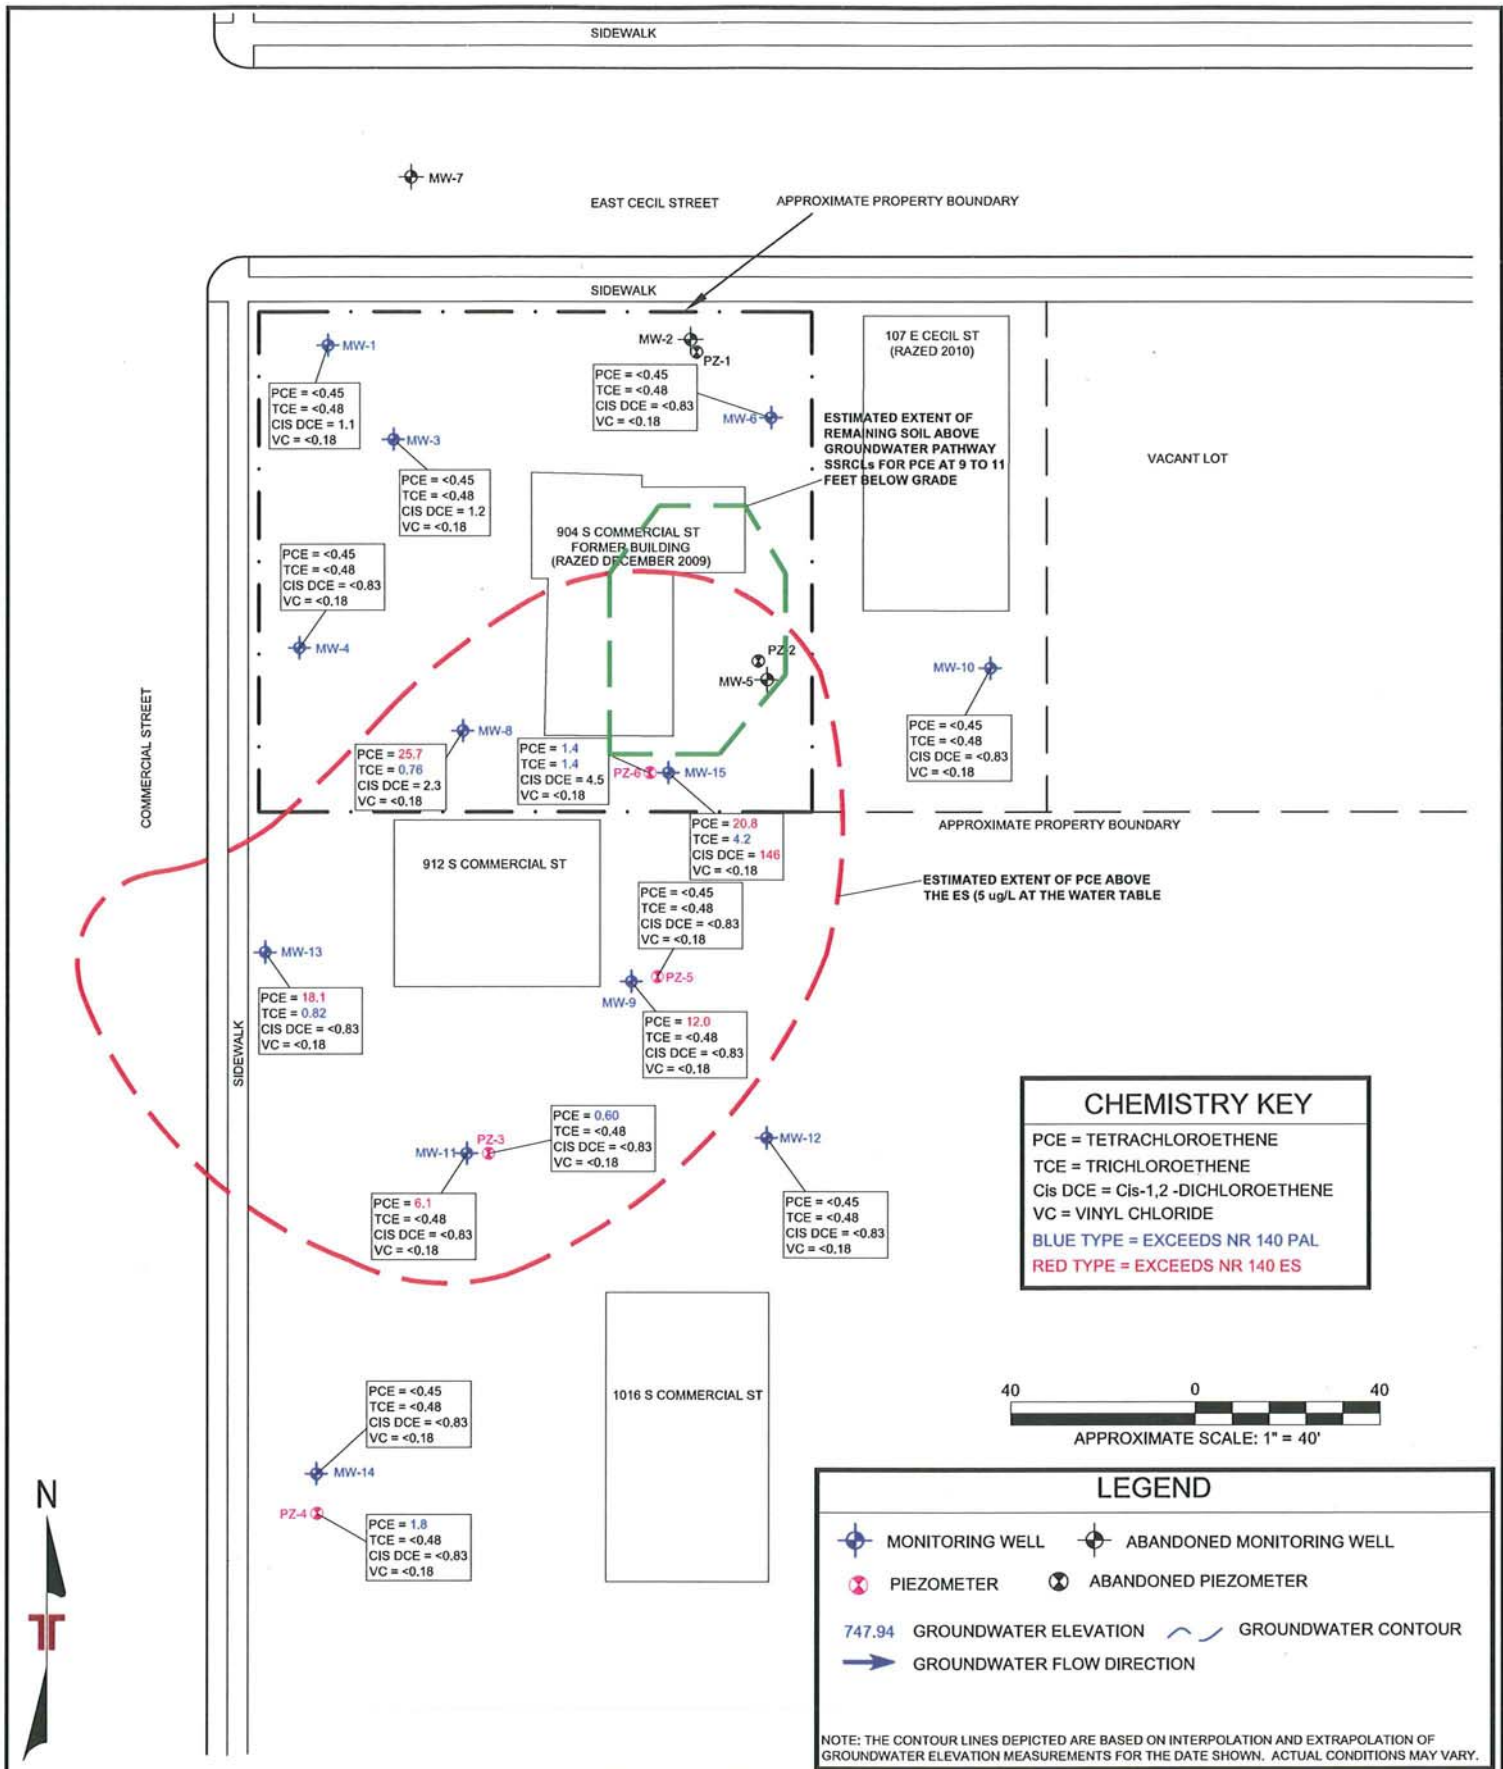 SIDEWALK
MW-7
EAST CECIL STREET
APPROXIMATE PROPERTY BOUNDARY
SIDEWALK
MW-1
MW-2
PZ-1
107 E CECIL ST
(RAZED 2010)
PCE = <0.45
TCE = <0.48
CIS DCE = 1.1
VC = <0.18
PCE = <0.45
TCE = <0.48
CIS DCE = <0.83
VC = <0.18
MW-6
MW-3
ESTIMATED EXTENT OF
REMAINING SOIL ABOVE
GROUNDWATER PATHWAY
SSRCLs FOR PCE AT 9 TO 11
FEET BELOW GRADE
VACANT LOT
PCE = <0.45
TCE = <0.48
CIS DCE = 1.2
VC = <0.18
904 S COMMERCIAL ST
FORMER BUILDING
(RAZED DECEMBER 2009)
PCE = <0.45
TCE = <0.48
CIS DCE = <0.83
VC = <0.18
MW-4
PZ-2
MW-5
MW-10
COMMERCIAL STREET
PCE = <0.45
TCE = <0.48
CIS DCE = <0.83
VC = <0.18
MW-8
PCE = 25.7
TCE = 0.76
CIS DCE = 2.3
VC = <0.18
PCE = 1.4
TCE = 1.4
CIS DCE = 4.5
VC = <0.18
PZ-6
MW-15
PCE = 20.8
TCE = 4.2
CIS DCE = 146
VC = <0.18
APPROXIMATE PROPERTY BOUNDARY
912 S COMMERCIAL ST
ESTIMATED EXTENT OF PCE ABOVE
THE ES (5 ug/L AT THE WATER TABLE
PCE = <0.45
TCE = <0.48
CIS DCE = <0.83
VC = <0.18
MW-13
PZ-5
MW-9
PCE = 18.1
TCE = 0.82
CIS DCE = <0.83
VC = <0.18
PCE = 12.0
TCE = <0.48
CIS DCE = <0.83
VC = <0.18
SIDEWALK
PCE = 0.60
TCE = <0.48
CIS DCE = <0.83
VC = <0.18
PZ-3
MW-11
MW-12
PCE = 6.1
TCE = <0.48
CIS DCE = <0.83
VC = <0.18
PCE = <0.45
TCE = <0.48
CIS DCE = <0.83
VC = <0.18
CHEMISTRY KEY
PCE = TETRACHLOROETHENE
TCE = TRICHLOROETHENE
Cis DCE = Cis-1,2 -DICHLOROETHENE
VC = VINYL CHLORIDE
BLUE TYPE = EXCEEDS NR 140 PAL
RED TYPE = EXCEEDS NR 140 ES
1016 S COMMERCIAL ST
PCE = <0.45
TCE = <0.48
CIS DCE = <0.83
VC = <0.18
MW-14
PZ-4
PCE = 1.8
TCE = <0.48
CIS DCE = <0.83
VC = <0.18
40 0 40
APPROXIMATE SCALE: 1" = 40'
N
LEGEND
MONITORING WELL
ABANDONED MONITORING WELL
PIEZOMETER
ABANDONED PIEZOMETER
747.94 GROUNDWATER ELEVATION
GROUNDWATER CONTOUR
GROUNDWATER FLOW DIRECTION
NOTE: THE CONTOUR LINES DEPICTED ARE BASED ON INTERPOLATION AND EXTRAPOLATION OF
GROUNDWATER ELEVATION MEASUREMENTS FOR THE DATE SHOWN. ACTUAL CONDITIONS MAY VARY.